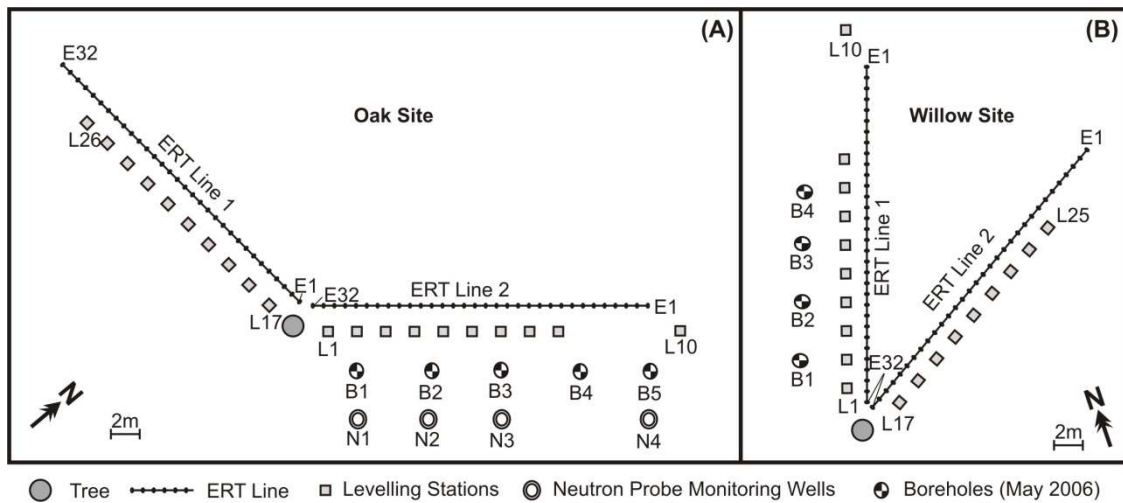 (A)
E32
Oak Site
L26
ERT Line 1
E1
E32
ERT Line 2
E1
L17
L1
L10
B1 B2 B3 B4 B5
N1 N2 N3 N4
N
2m
(B)
L10
E1
Willow Site
E1
ERT Line 1
L25
ERT Line 2
B4
B3
B2
B1
E32
L1
L17
N
2m
Tree ERT Line Levelling Stations Neutron Probe Monitoring Wells Boreholes (May 2006)